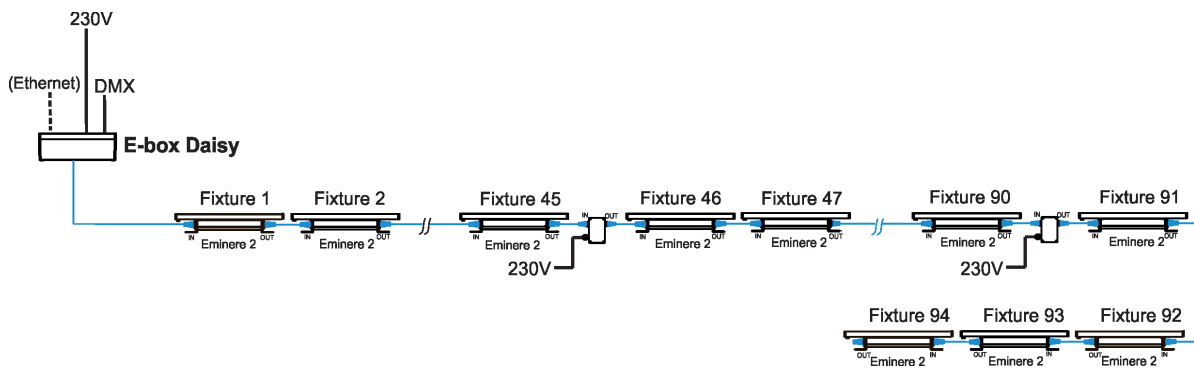 230V
(Ethernet)
DMX
E-box Daisy
Fixture 1
Fixture 2
Fixture 45
Fixture 46
Fixture 47
Fixture 90
Fixture 91
IN OUT
IN OUT
IN OUT
IN OUT
IN OUT
IN OUT
IN OUT
IN OUT
IN OUT
Eminere 2
Eminere 2
Eminere 2
Eminere 2
Eminere 2
Eminere 2
Eminere 2
230V
230V
Fixture 94
Fixture 93
Fixture 92
OUT IN
OUT IN
OUT IN
Eminere 2
Eminere 2
Eminere 2